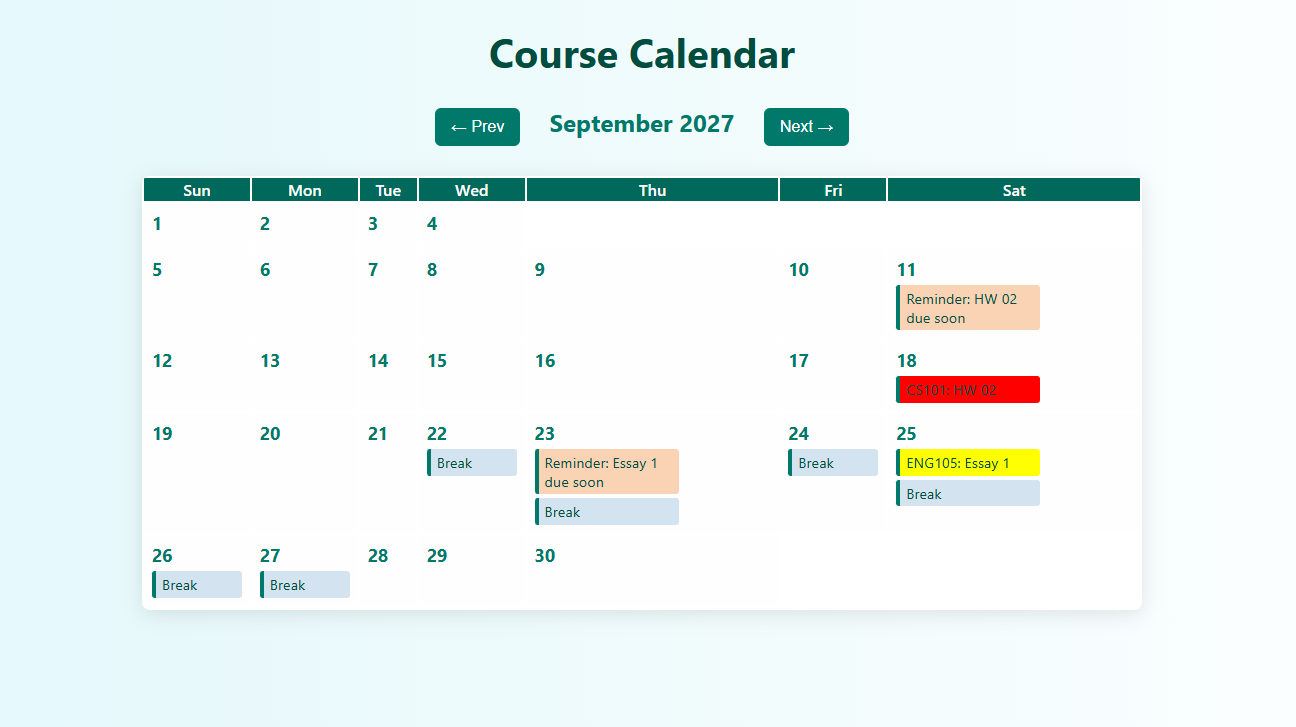 Course Calendar
← Prev
September 2027
Next →
Sun Mon Tue Wed Thu Fri Sat
1 2 3 4
5 6 7 8 9 10 11
Reminder: HW 02
due soon
12 13 14 15 16 17 18
CS101: HW 02
19 20 21 22 23 24 25
Break
Reminder: Essay 1
due soon
Break
Break
ENG105: Essay 1
Break
26 27 28 29 30
Break
Break